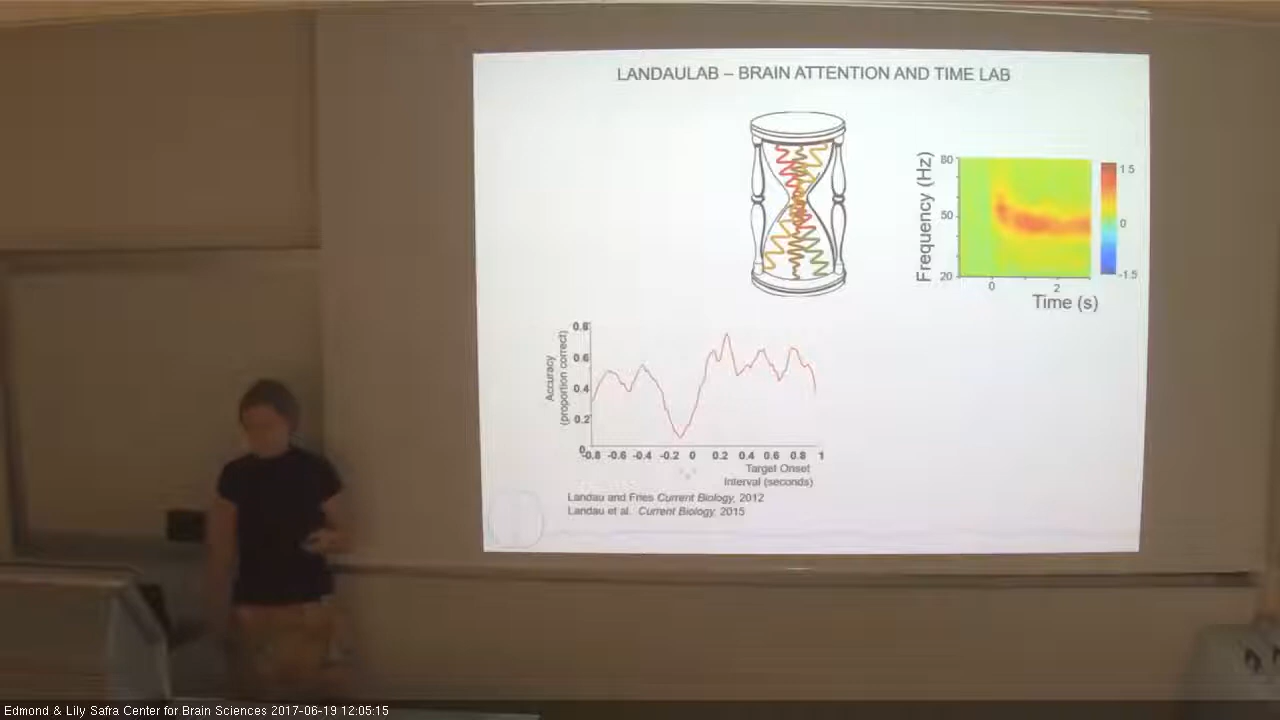 LANDAULAB – BRAIN ATTENTION AND TIME LAB
Frequency (Hz)
80
50
20
0
2
Time (s)
1.5
0
-1.5
Accuracy
(proportion correct)
0.8
0.6
0.4
0.2
0
-0.8 -0.6 -0.4 -0.2 0 0.2 0.4 0.6 0.8 1
Target Onset
Interval (seconds)
Landau and Fries Current Biology, 2012
Landau et al. Current Biology, 2015
Edmond & Lily Safra Center for Brain Sciences 2017-06-19 12:05:15